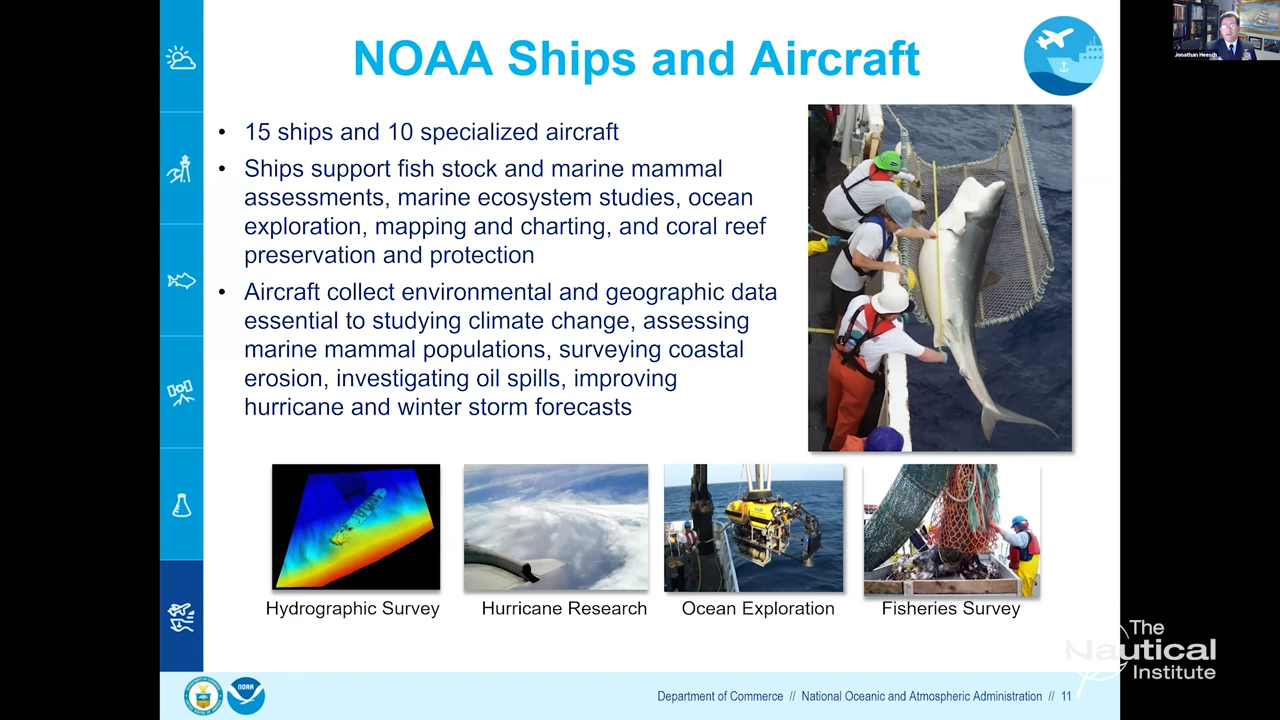 NOAA Ships and Aircraft
Jonathan Heesch
• 15 ships and 10 specialized aircraft
• Ships support fish stock and marine mammal
assessments, marine ecosystem studies, ocean
exploration, mapping and charting, and coral reef
preservation and protection
• Aircraft collect environmental and geographic data
essential to studying climate change, assessing
marine mammal populations, surveying coastal
erosion, investigating oil spills, improving
hurricane and winter storm forecasts
Hydrographic Survey
Hurricane Research
Ocean Exploration
Fisheries Survey
The
Nautical
Institute
NOAA
Department of Commerce // National Oceanic and Atmospheric Administration // 11